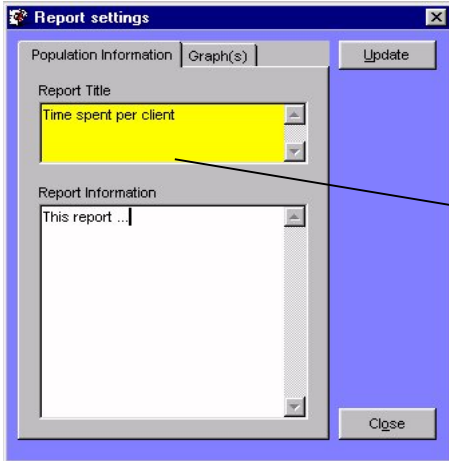 Report settings
Population Information
Graph(s)
Update
Report Title
Time spent per client
Report Information
This report ...
Close